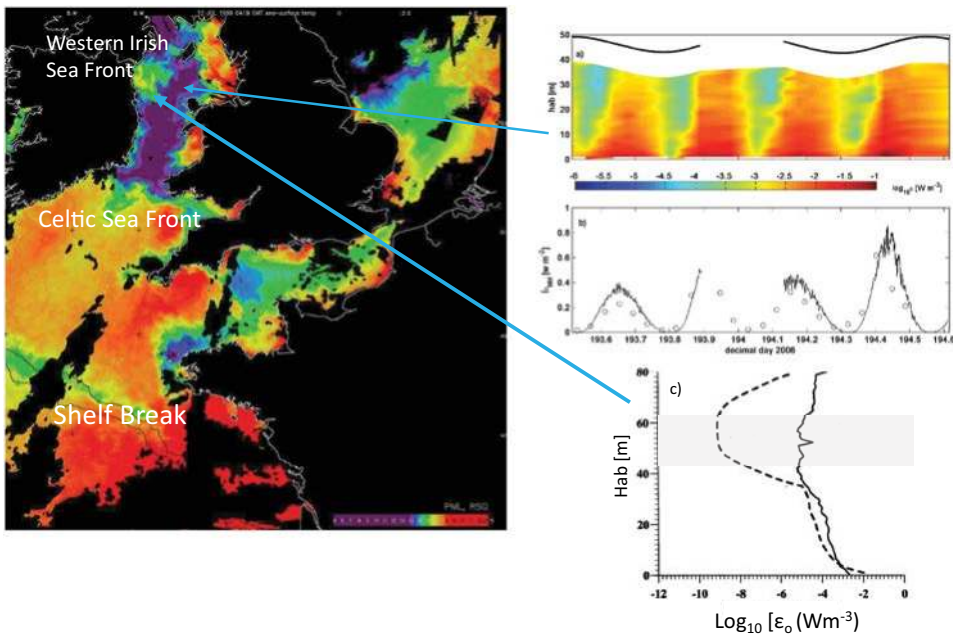 Western Irish
Sea Front
Celtic Sea Front
Shelf Break
PML, RSG
50
40
30
20
10
0
hab [m]
a)
-6 -5.5 -5 -4.5 -4 -3.5 -3 -2.5 -2 -1.5 -1
[W m-3]
b)
1
0.8
0.6
0.4
0.2
0
193.6 193.7 193.8 193.9 194 194.1 194.2 194.3 194.4 194.5 194.6
decimal day 2006
c)
80
60
40
20
0
Hab [m]
-12 -10 -8 -6 -4 -2 0
Log10 [εo (Wm-3)